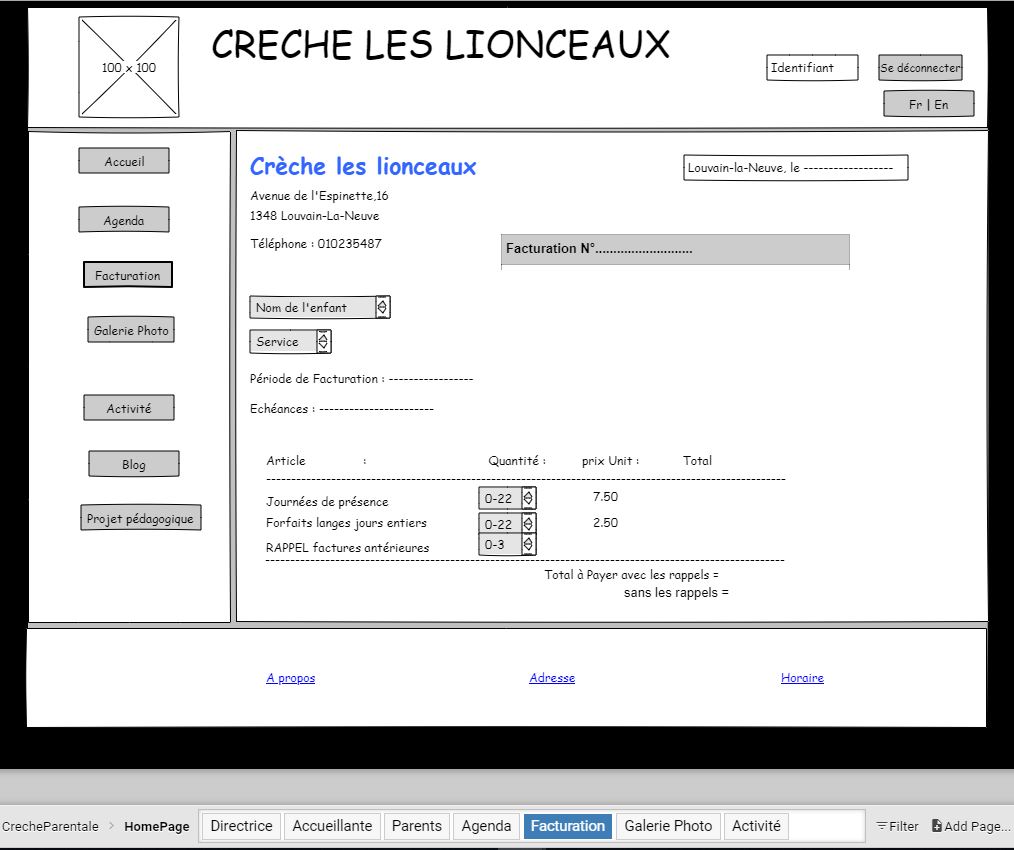 CRECHE LES LIONCEAUX
100 x 100
Identifiant
Se déconnecter
Fr | En
Accueil
Agenda
Facturation
Galerie Photo
Activité
Blog
Projet pédagogique
Crèche les lionceaux
Louvain-la-Neuve, le ------------------
Avenue de l'Espinette,16
1348 Louvain-La-Neuve
Téléphone : 010235487
Facturation N°...........................
Nom de l'enfant
Service
Période de Facturation : -----------------
Echéances : -----------------------
Article : Quantité : prix Unit : Total
Journées de présence 0-22 7.50
Forfaits langes jours entiers 0-22 2.50
RAPPEL factures antérieures 0-3
Total à Payer avec les rappels =
sans les rappels =
A propos Adresse Horaire
CrecheParentale > HomePage Directrice Accueillante Parents Agenda Facturation Galerie Photo Activité Filter Add Page...